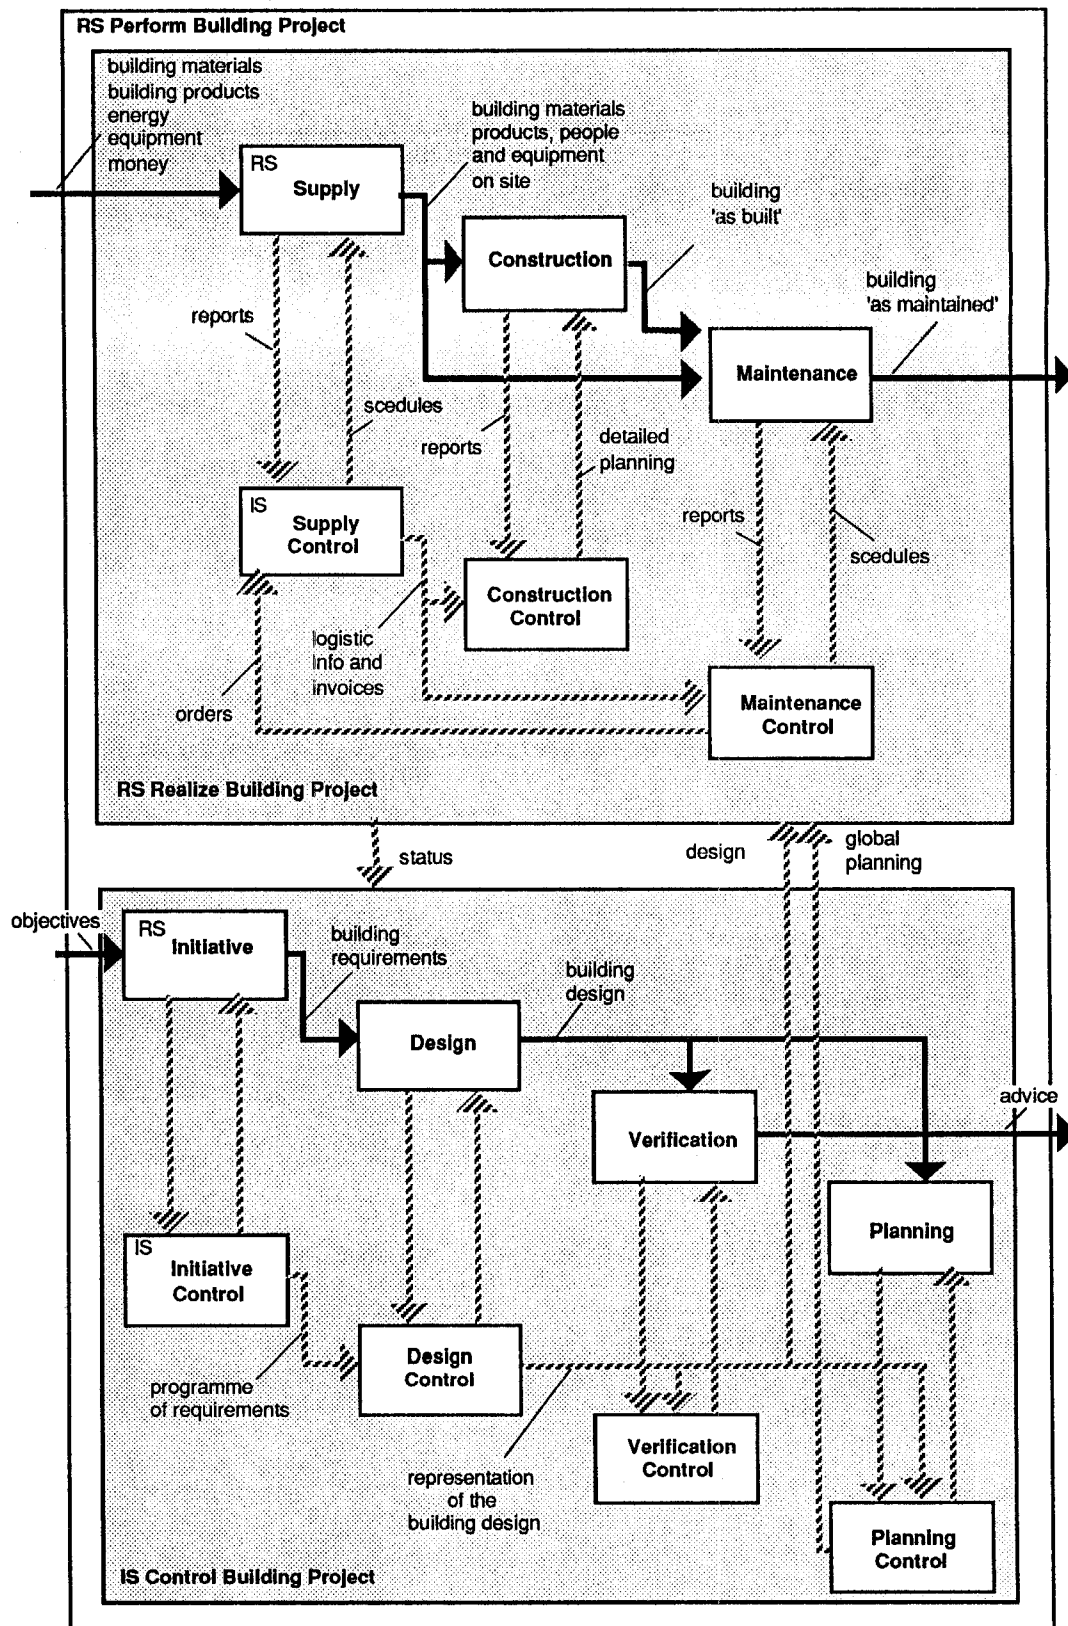 RS Perform Building Project
building materials
building products
energy
equipment
money
building materials
products, people
and equipment
on site
RS
Supply
building
'as built'
Construction
building
'as maintained'
reports
Maintenance
scedules
reports
detailed
planning
IS
Supply
Control
reports
scedules
Construction
Control
logistic
Info and
invoices
orders
Maintenance
Control
RS Realize Building Project
status
design
global
planning
objectives
RS
Initiative
building
requirements
building
design
Design
advice
Verification
Planning
IS
Initiative
Control
Design
Control
programme
of requirements
Verification
Control
representation
of the
building design
Planning
Control
IS Control Building Project